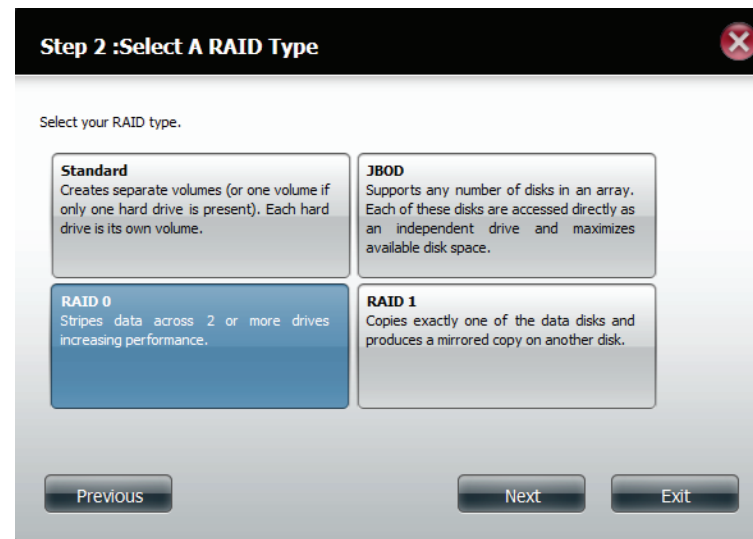 Step 2 :Select A RAID Type
Select your RAID type.
Standard
Creates separate volumes (or one volume if
only one hard drive is present). Each hard
drive is its own volume.
JBOD
Supports any number of disks in an array.
Each of these disks are accessed directly as
an independent drive and maximizes
available disk space.
RAID 0
Stripes data across 2 or more drives
increasing performance.
RAID 1
Copies exactly one of the data disks and
produces a mirrored copy on another disk.
Previous
Next
Exit